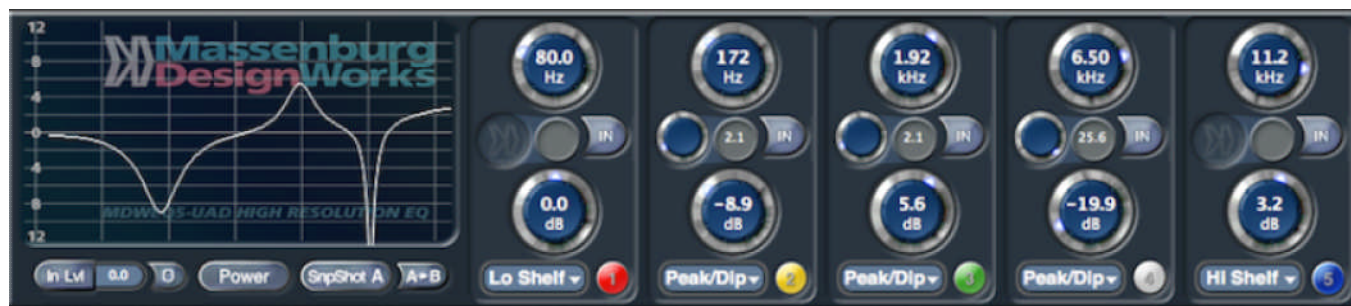 12
8
4
0
4
8
12
Massenburg
DesignWorks
MDWEQ5-UAD HIGH RESOLUTION EQ
In Lvl 0.0 Ø Power SnpShot A A▸B
80.0
Hz
IN
0.0
dB
Lo Shelf 1
172
Hz
2.1 IN
-8.9
dB
Peak/Dip 2
1.92
kHz
2.1 IN
5.6
dB
Peak/Dip 3
6.50
kHz
25.6 IN
-19.9
dB
Peak/Dip 4
11.2
kHz
IN
3.2
dB
Hi Shelf 5